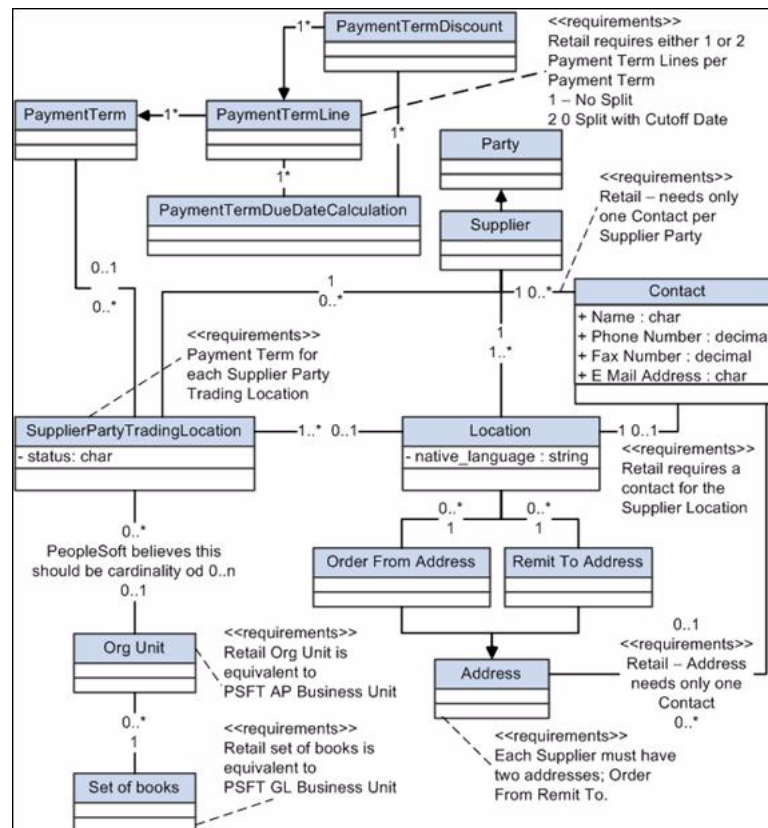 PaymentTermDiscount
<<requirements>>
Retail requires either 1 or 2
Payment Term Lines per
Payment Term
1 – No Split
2 0 Split with Cutoff Date
1*
PaymentTerm
1*
PaymentTermLine
1*
1*
PaymentTermDueDateCalculation
Party
Supplier
<<requirements>>
Retail – needs only
one Contact per
Supplier Party
0..1
0..*
1
0..*
1 0..*
Contact
+ Name : char
+ Phone Number : decima
+ Fax Number : decimal
+ E Mail Address : char
<<requirements>>
Payment Term for
each Supplier Party
Trading Location
1
1..*
SupplierPartyTradingLocation
- status: char
1..* 0..1
Location
- native_language : string
1 0..1
<<requirements>>
Retail requires a
contact for the
Supplier Location
0..*
PeopleSoft believes this
should be cardinality od 0..n
0..1
0..*
1
0..*
1
Order From Address
Remit To Address
Org Unit
<<requirements>>
Retail Org Unit is
equivalent to
PSFT AP Business Unit
Address
0..1
<<requirements>>
Retail – Address
needs only one
Contact
0..*
0..*
1
<<requirements>>
Retail set of books is
equivalent to
PSFT GL Business Unit
<<requirements>>
Each Supplier must have
two addresses; Order
From Remit To.
Set of books